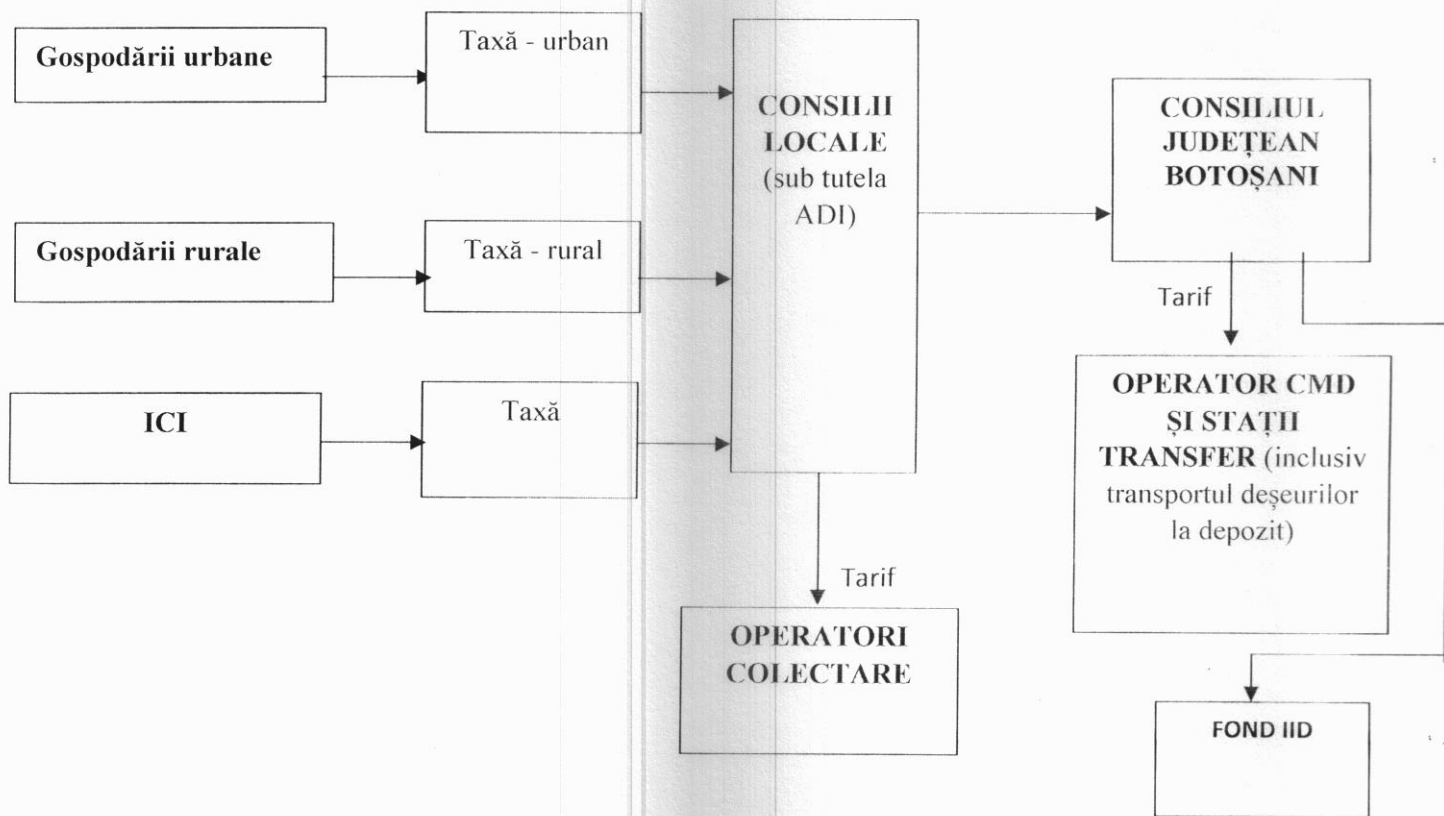 Gospodării urbane
Taxă - urban
Gospodării rurale
Taxă - rural
ICI
Taxă
CONSILII
LOCALE
(sub tutela
ADI)
Tarif
OPERATORI
COLECTARE
CONSILIUL
JUDEȚEAN
BOTOȘANI
Tarif
OPERATOR CMD
ȘI STAȚII
TRANSFER (inclusiv
transportul deșeurilor
la depozit)
FOND IID